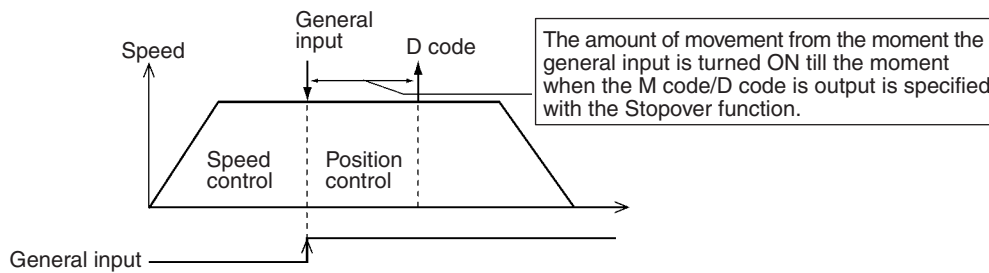 General
input
D code
Speed
The amount of movement from the moment the
general input is turned ON till the moment
when the M code/D code is output is specified
with the Stopover function.
Speed
control
Position
control
General input